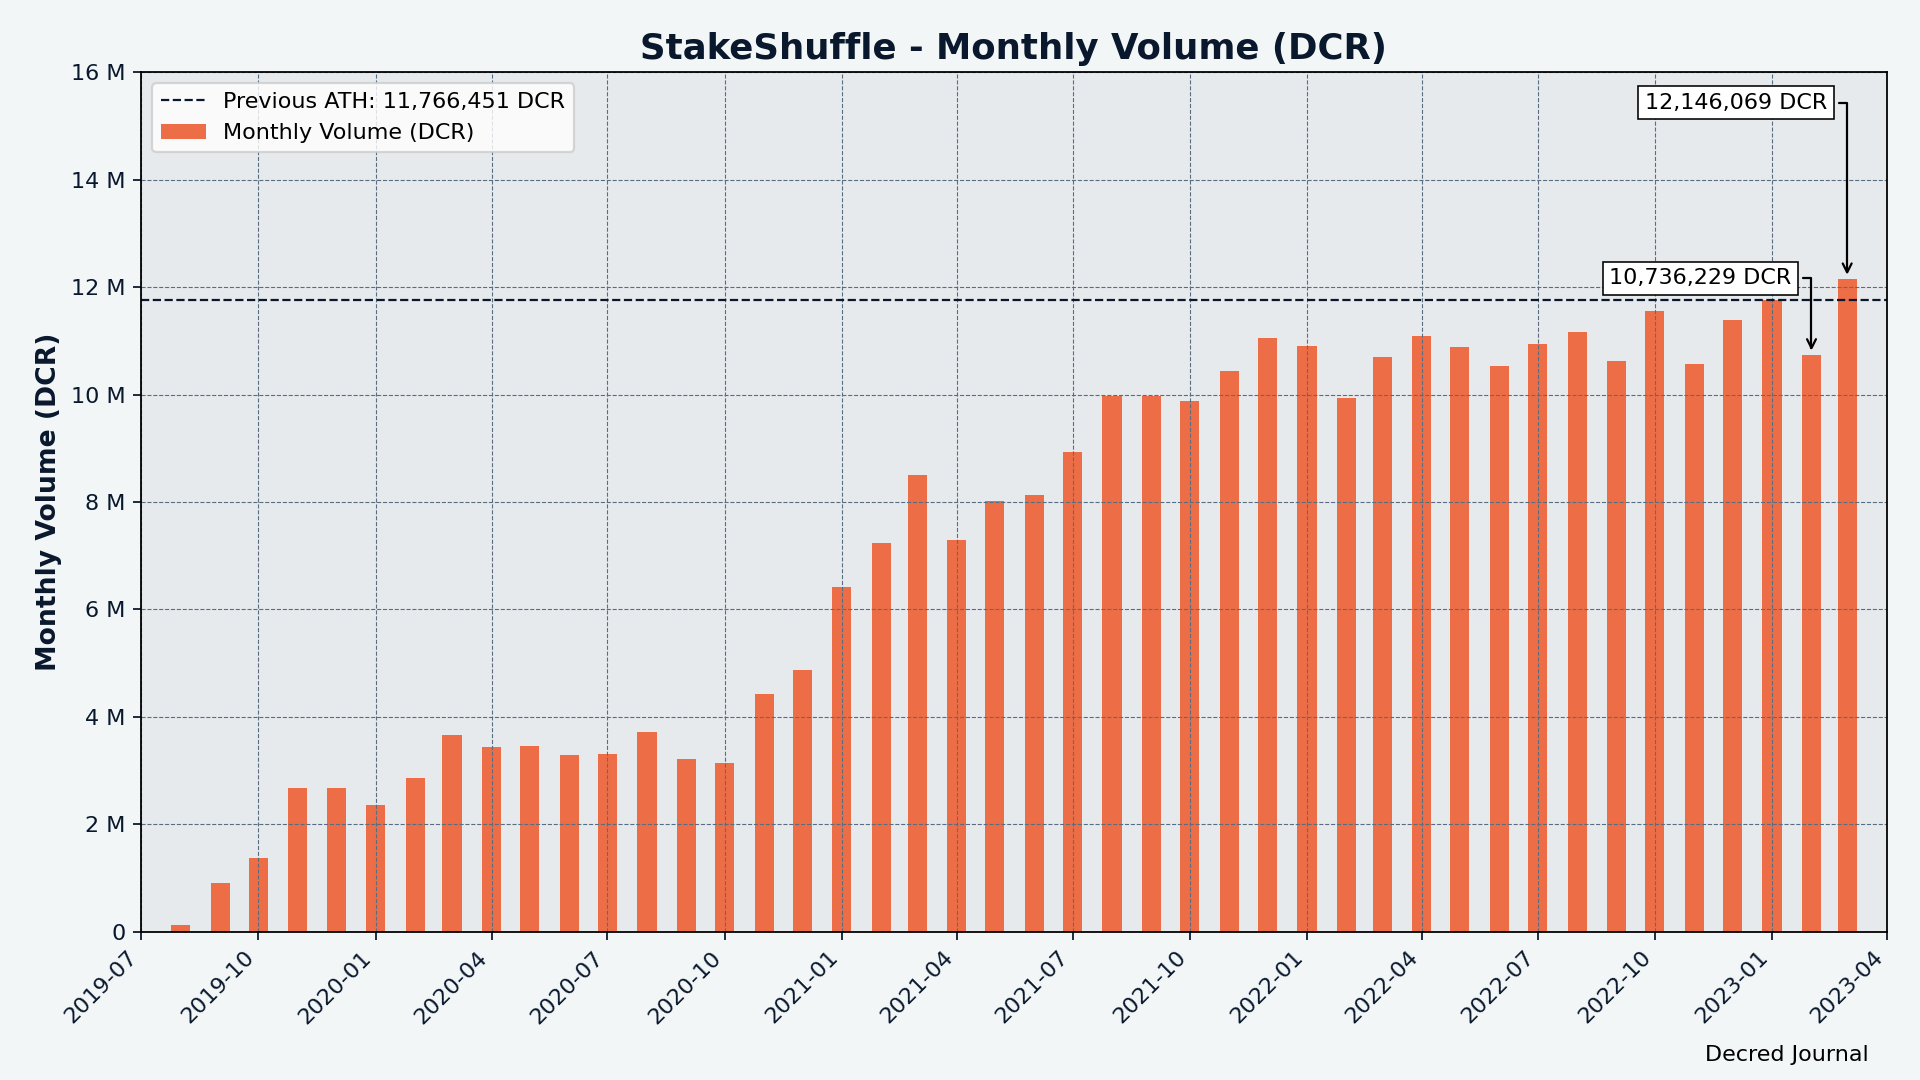 StakeShuffle - Monthly Volume (DCR)
Previous ATH: 11,766,451 DCR
Monthly Volume (DCR)
12,146,069 DCR
10,736,229 DCR
Monthly Volume (DCR)
16 M
14 M
12 M
10 M
8 M
6 M
4 M
2 M
0
2019-07
2019-10
2020-01
2020-04
2020-07
2020-10
2021-01
2021-04
2021-07
2021-10
2022-01
2022-04
2022-07
2022-10
2023-01
2023-04
Decred Journal